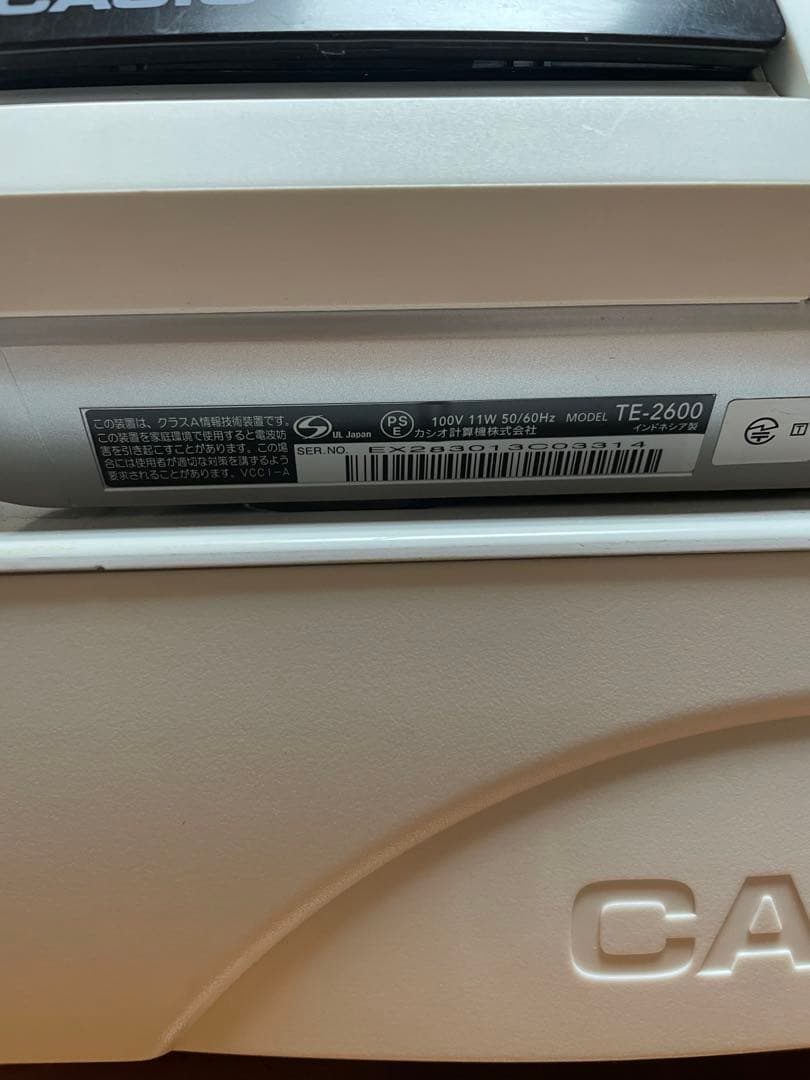 CASIO
この装置は、クラスA情報技術装置です。
この装置を家庭環境で使用すると電波妨
害を引き起こすことがあります。この場
合には使用者が適切な対策を講ずるよう
要求されることがあります。VCCI-A
UL Japan
PS
E
100V 11W 50/60Hz MODEL TE-2600
カシオ計算機株式会社
インドネシア製
SER.NO. EX283013C03314
T
CA